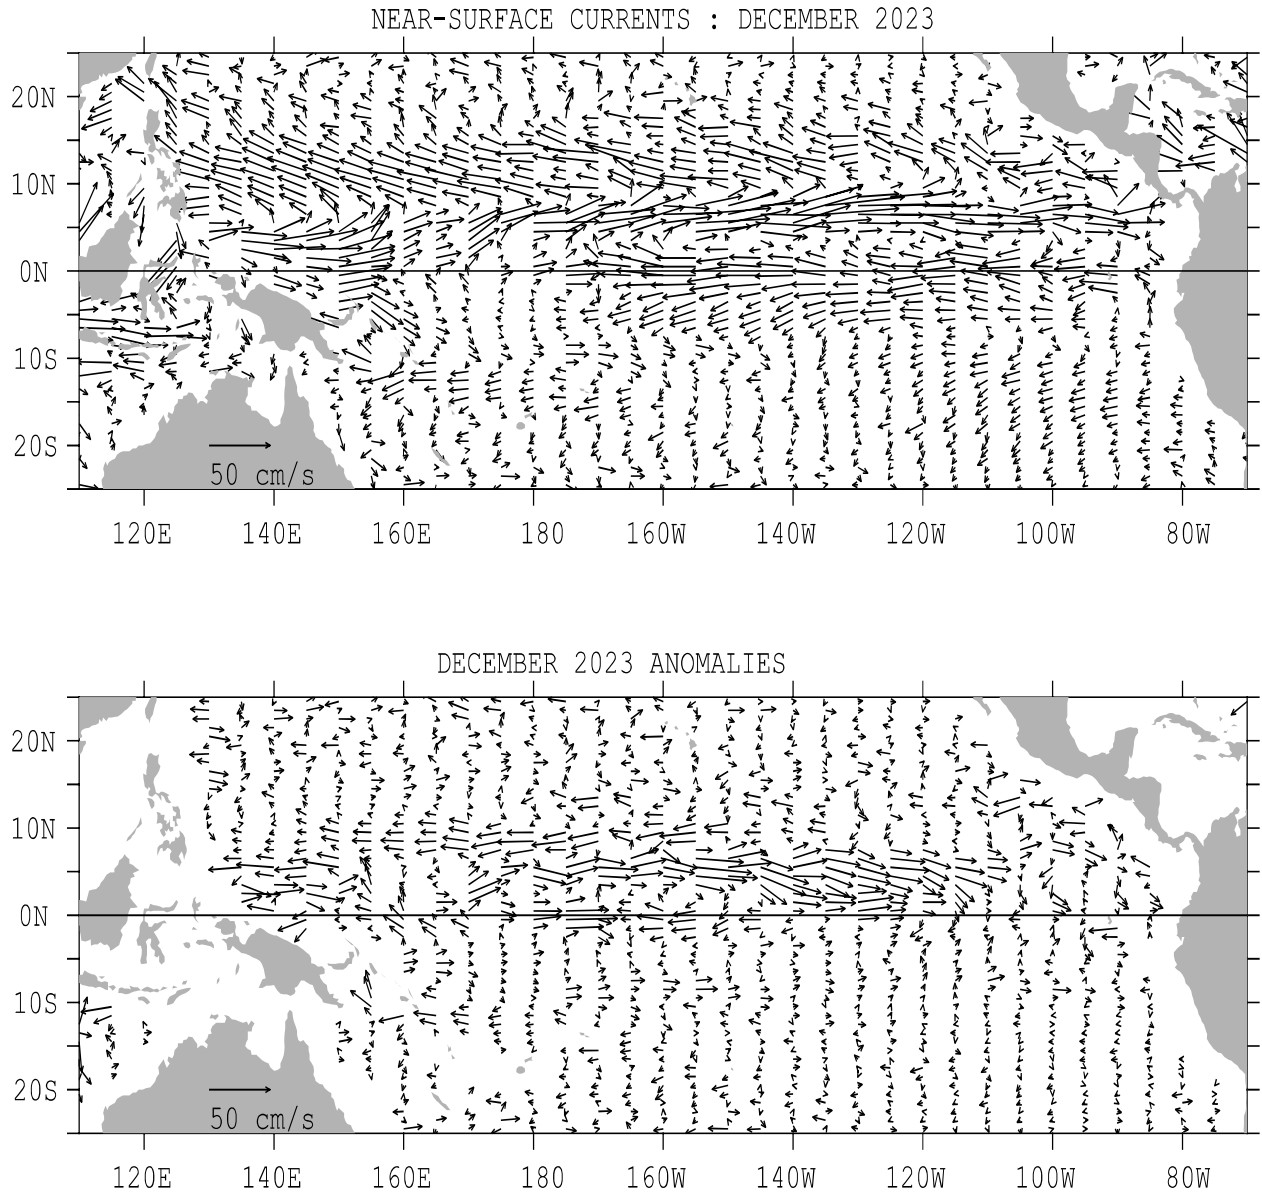 NEAR-SURFACE CURRENTS : DECEMBER 2023
20N
10N
0N
10S
20S
50 cm/s
120E 140E 160E 180 160W 140W 120W 100W 80W
DECEMBER 2023 ANOMALIES
20N
10N
0N
10S
20S
50 cm/s
120E 140E 160E 180 160W 140W 120W 100W 80W